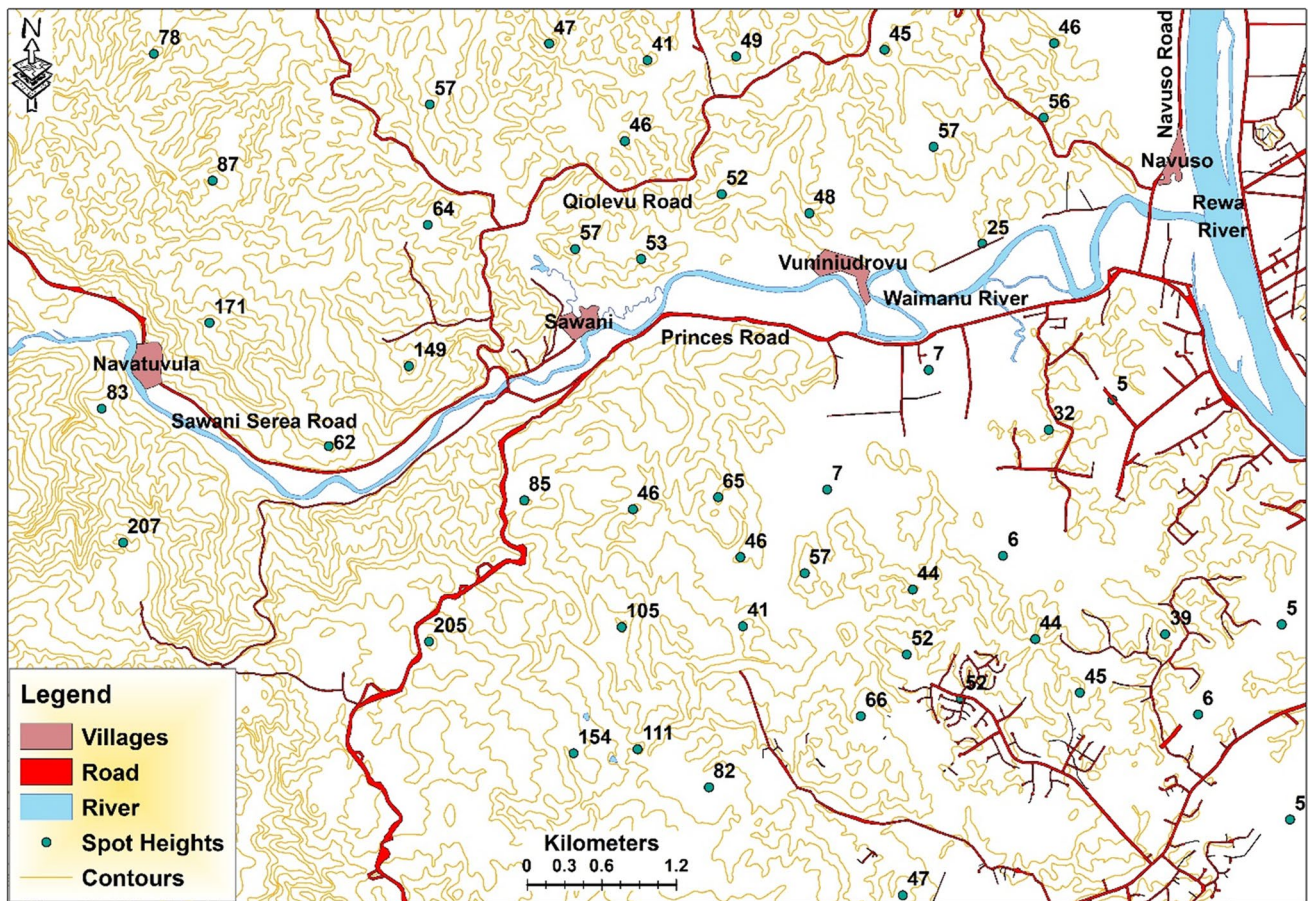 N
78
47
41
49
45
46
Navuso Road
57
56
46
57
Navuso
87
52
Qiolevu Road
48
Rewa
River
64
57
53
25
Vuniniudrovu
Waimanu River
171
Sawani
Princes Road
Navatuvula
149
7
83
5
Sawani Serea Road
62
32
85
46
65
7
207
46
57
6
44
205
105
41
52
44
39
5
66
52
45
6
154
111
82
5
47
Legend
Villages
Road
River
Spot Heights
Contours
Kilometers
0 0.3 0.6 1.2